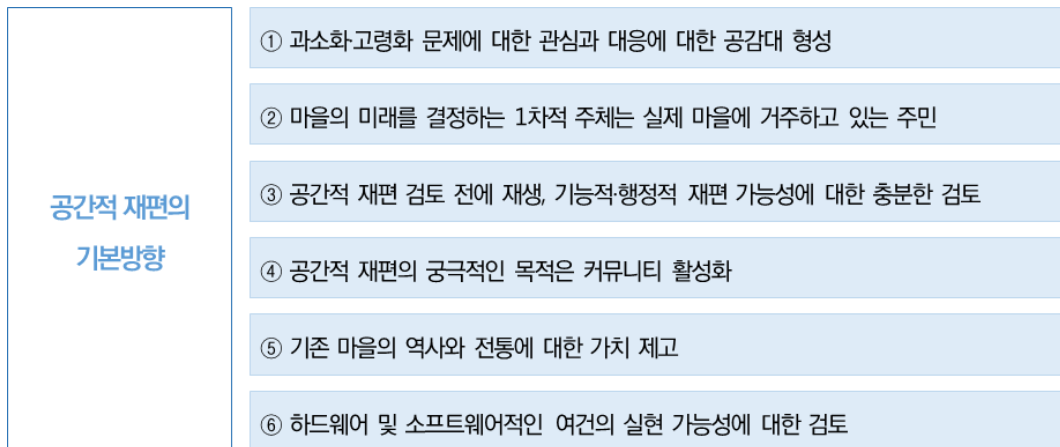 공간적 재편의
기본방향
① 과소화·고령화 문제에 대한 관심과 대응에 대한 공감대 형성
② 마을의 미래를 결정하는 1차적 주체는 실제 마을에 거주하고 있는 주민
③ 공간적 재편 검토 전에 재생, 기능적·행정적 재편 가능성에 대한 충분한 검토
④ 공간적 재편의 궁극적인 목적은 커뮤니티 활성화
⑤ 기존 마을의 역사와 전통에 대한 가치 제고
⑥ 하드웨어 및 소프트웨어적인 여건의 실현 가능성에 대한 검토